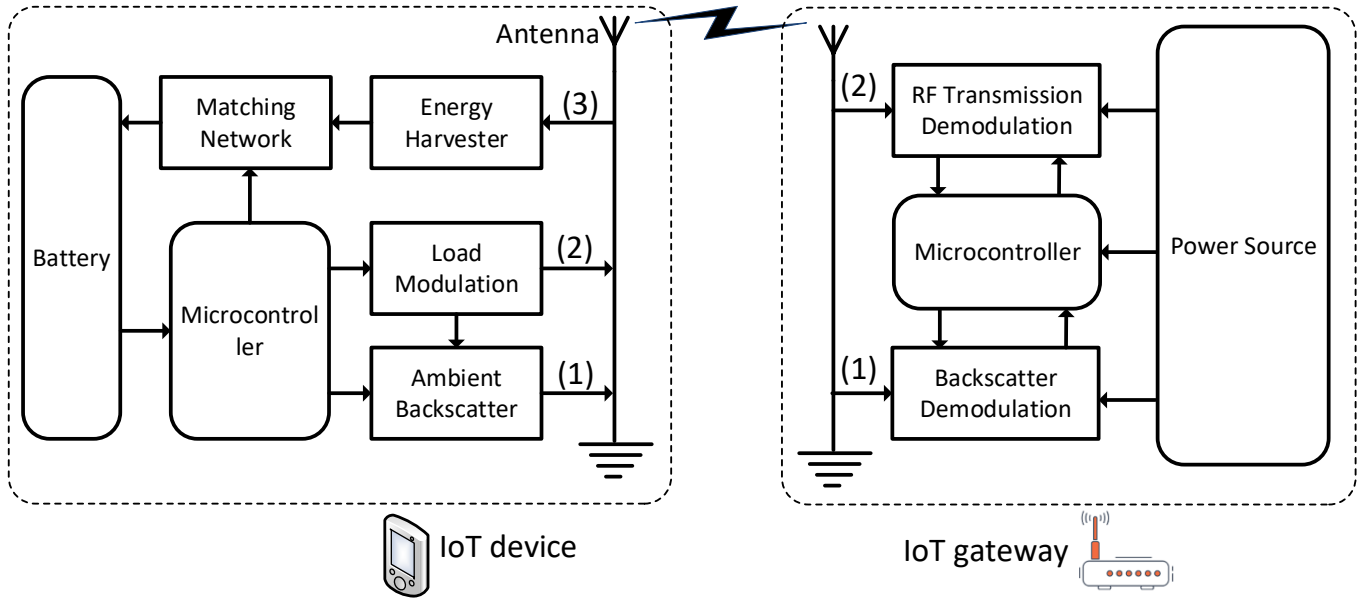 Antenna
Matching
Network
Energy
Harvester
(3)
Battery
Load
Modulation
(2)
Microcontrol
ler
Ambient
Backscatter
(1)
IoT device
(2)
RF Transmission
Demodulation
Microcontroller
Power Source
(1)
Backscatter
Demodulation
IoT gateway